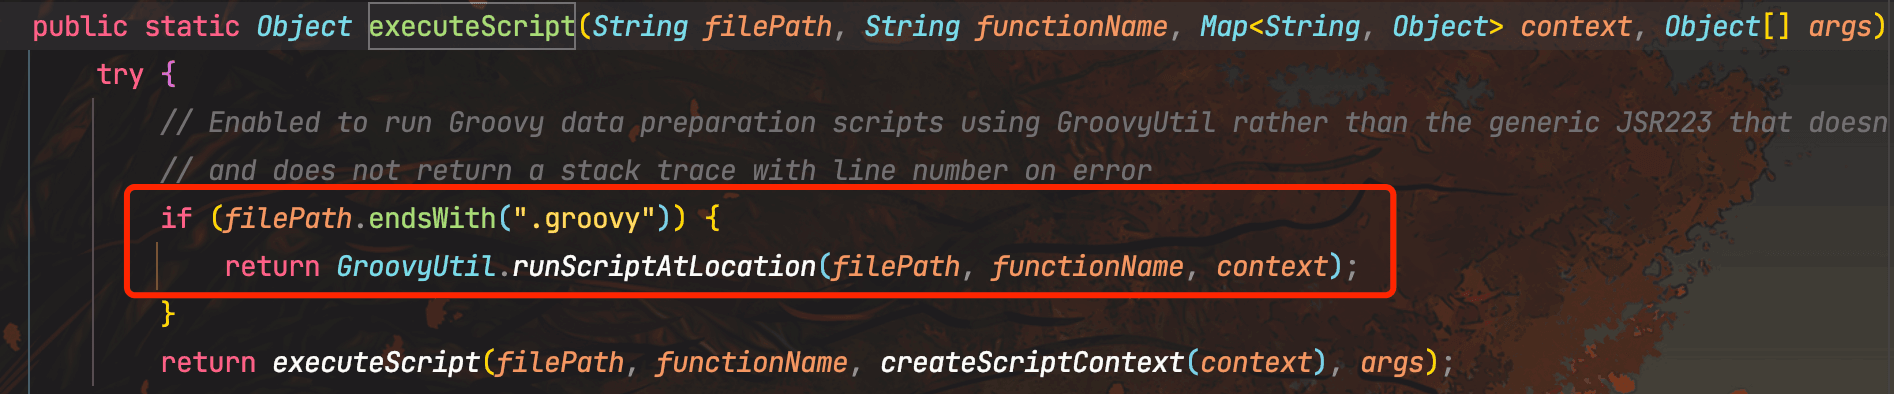 public static Object executeScript(String filePath, String functionName, Map<String, Object> context, Object[] args)
try {
// Enabled to run Groovy data preparation scripts using GroovyUtil rather than the generic JSR223 that doesn
// and does not return a stack trace with line number on error
if (filePath.endsWith(".groovy")) {
return GroovyUtil.runScriptAtLocation(filePath, functionName, context);
}
return executeScript(filePath, functionName, createScriptContext(context), args);